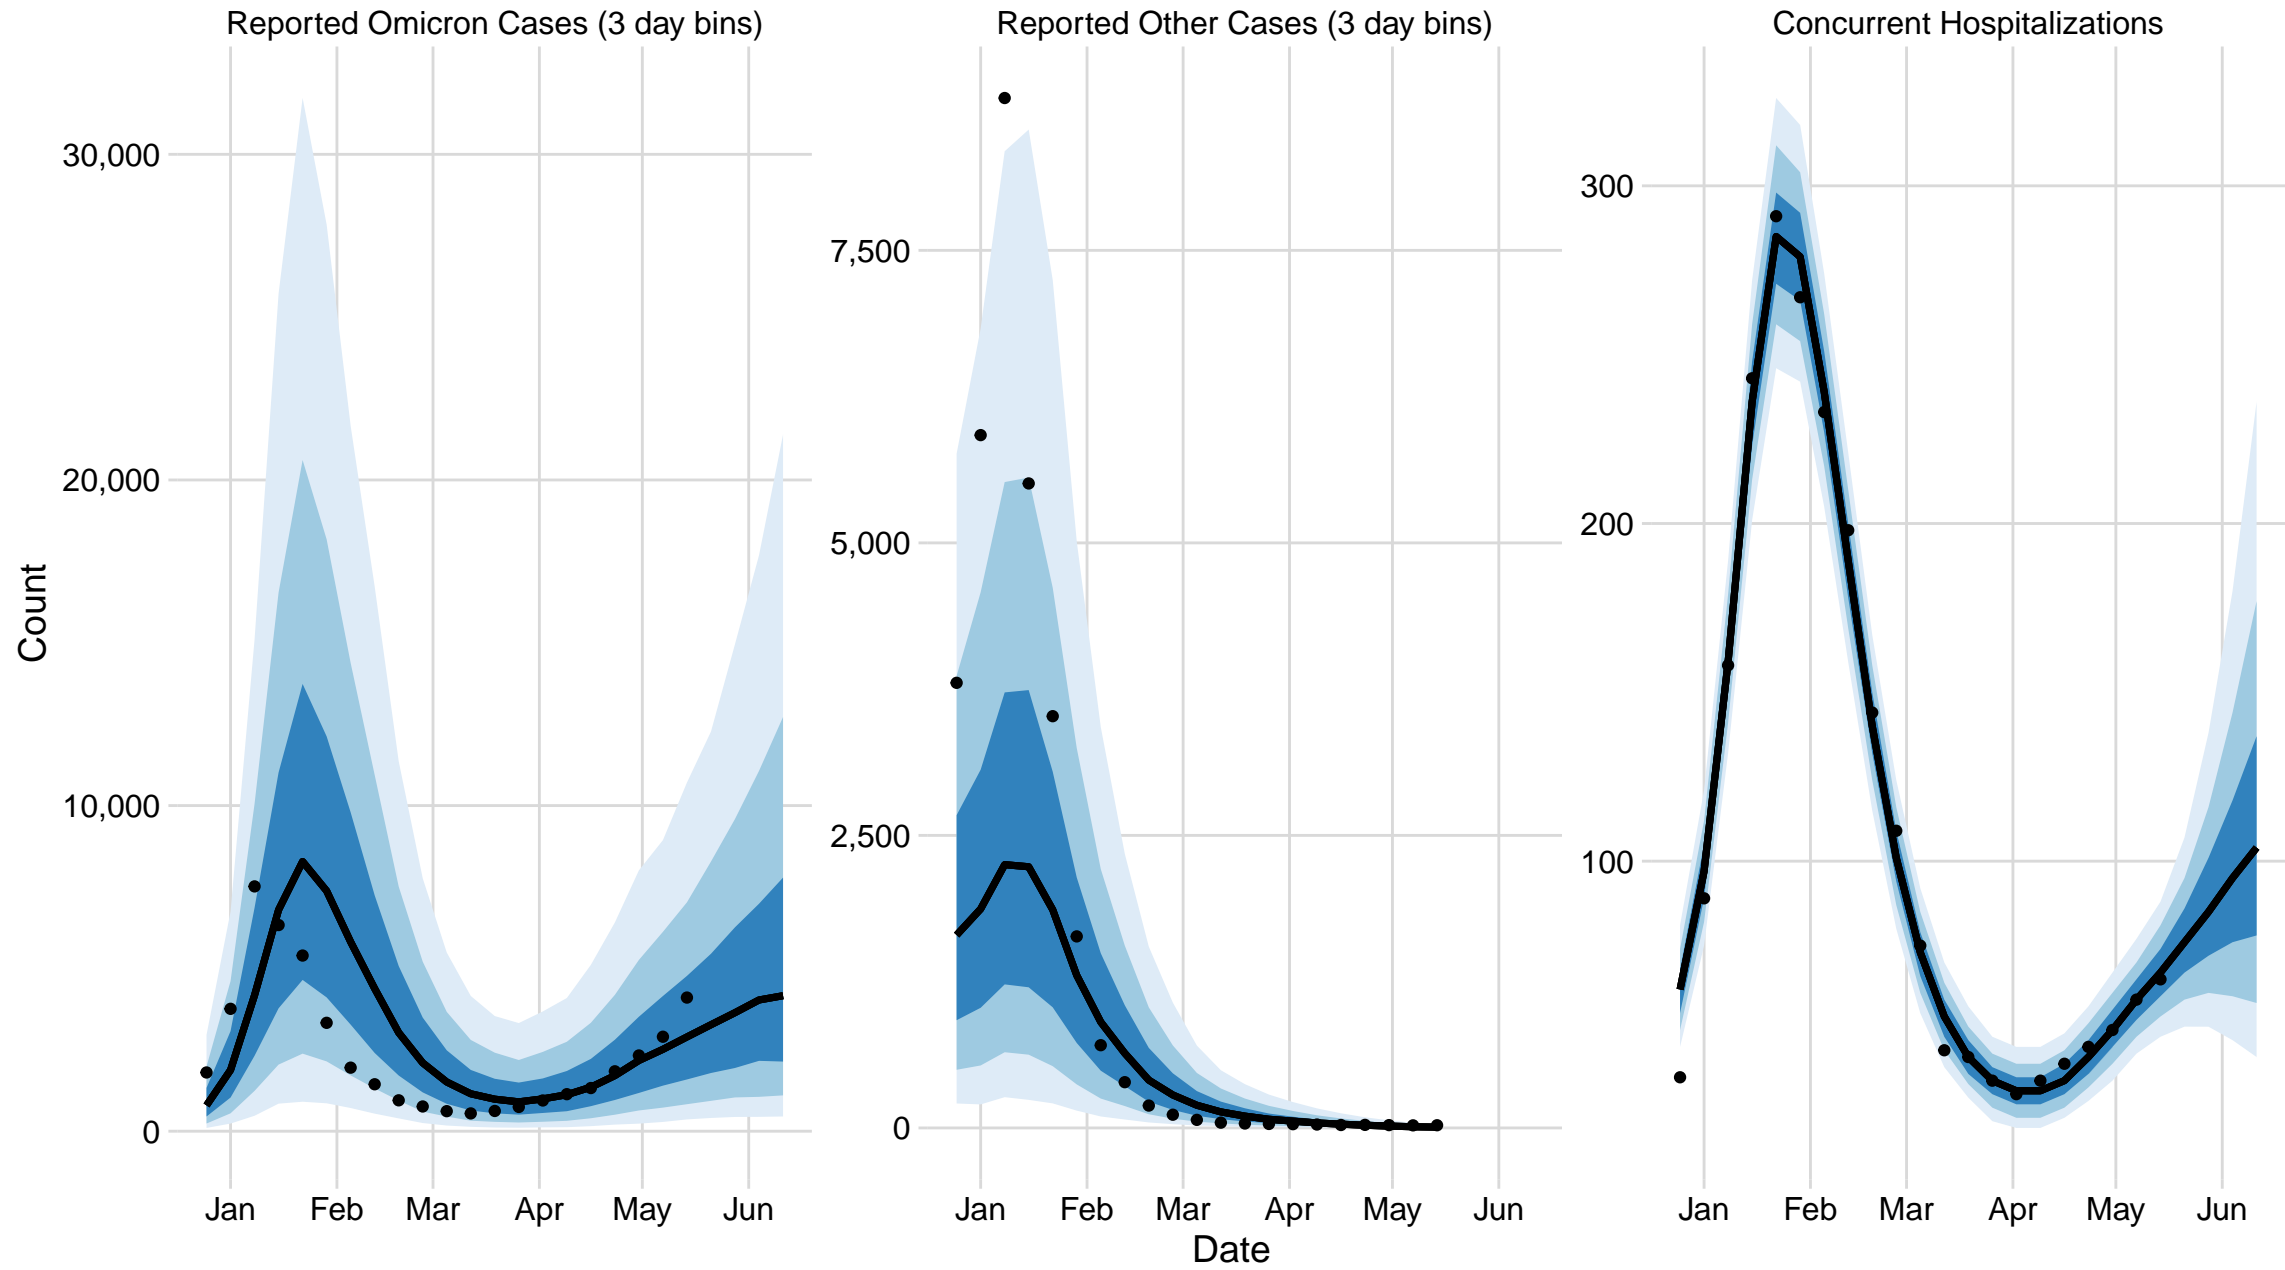 Reported Omicron Cases (3 day bins)
Reported Other Cases (3 day bins)
Concurrent Hospitalizations
Count
30,000
20,000
10,000
0
7,500
5,000
2,500
0
300
200
100
Jan Feb Mar Apr May Jun
Jan Feb Mar Apr May Jun
Jan Feb Mar Apr May Jun
Date